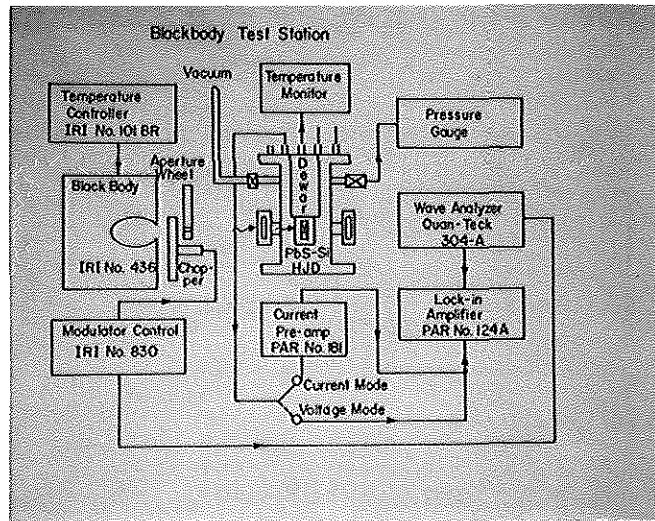 Blackbody Test Station
Vacuum
Temperature
Monitor
Temperature
Controller
IRI No. 101 BR
Pressure
Gauge
Aperture
Wheel
Black Body
IRI No. 436
Chop-
per
Dewar
PbS-Si
HJD
Wave Analyzer
Quan-Teck
304-A
Modulator Control
IRI No. 830
Current
Pre-amp
PAR No. 181
Lock-in
Amplifier
PAR No. 124A
Current Mode
Voltage Mode